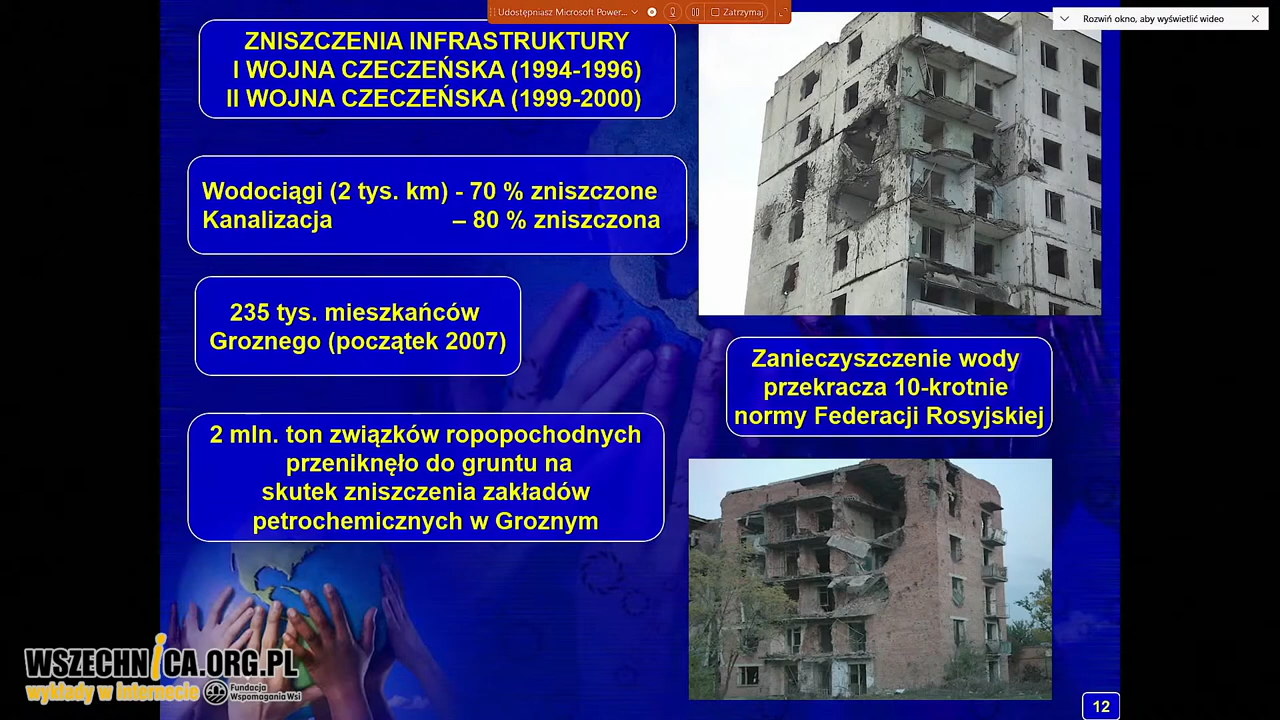 Udostępniasz Microsoft Power...
Zatrzymaj
Rozwiń okno, aby wyświetlić wideo
ZNISZCZENIA INFRASTRUKTURY
I WOJNA CZECZEŃSKA (1994-1996)
II WOJNA CZECZEŃSKA (1999-2000)
Wodociągi (2 tys. km) - 70 % zniszczone
Kanalizacja – 80 % zniszczona
235 tys. mieszkańców
Groznego (początek 2007)
Zanieczyszczenie wody
przekracza 10-krotnie
normy Federacji Rosyjskiej
2 mln. ton związków ropopochodnych
przeniknęło do gruntu na
skutek zniszczenia zakładów
petrochemicznych w Groznym
WSZECHNICA.ORG.PL
wykłady w internecie
Fundacja
Wspomagania Wsi
12